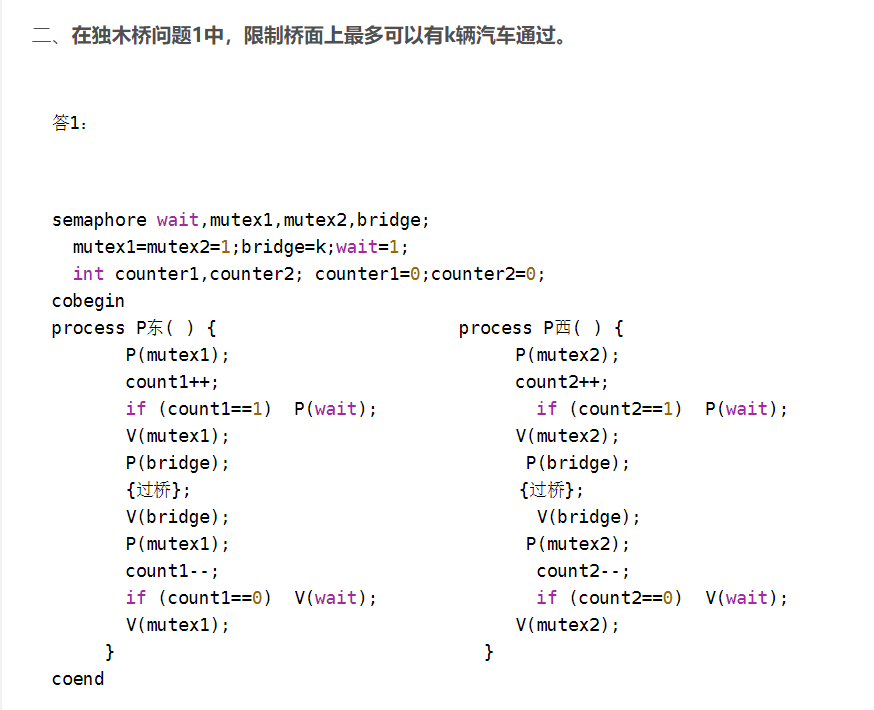 二、在独木桥问题1中，限制桥面上最多可以有k辆汽车通过。
答1：
semaphore wait,mutex1,mutex2,bridge;
mutex1=mutex2=1;bridge=k;wait=1;
int counter1,counter2; counter1=0;counter2=0;
cobegin
process P东( ) { process P西( ) {
P(mutex1); P(mutex2);
count1++; count2++;
if (count1==1) P(wait); if (count2==1) P(wait);
V(mutex1); V(mutex2);
P(bridge); P(bridge);
{过桥}; {过桥};
V(bridge); V(bridge);
P(mutex1); P(mutex2);
count1--; count2--;
if (count1==0) V(wait); if (count2==0) V(wait);
V(mutex1); V(mutex2);
} }
coend